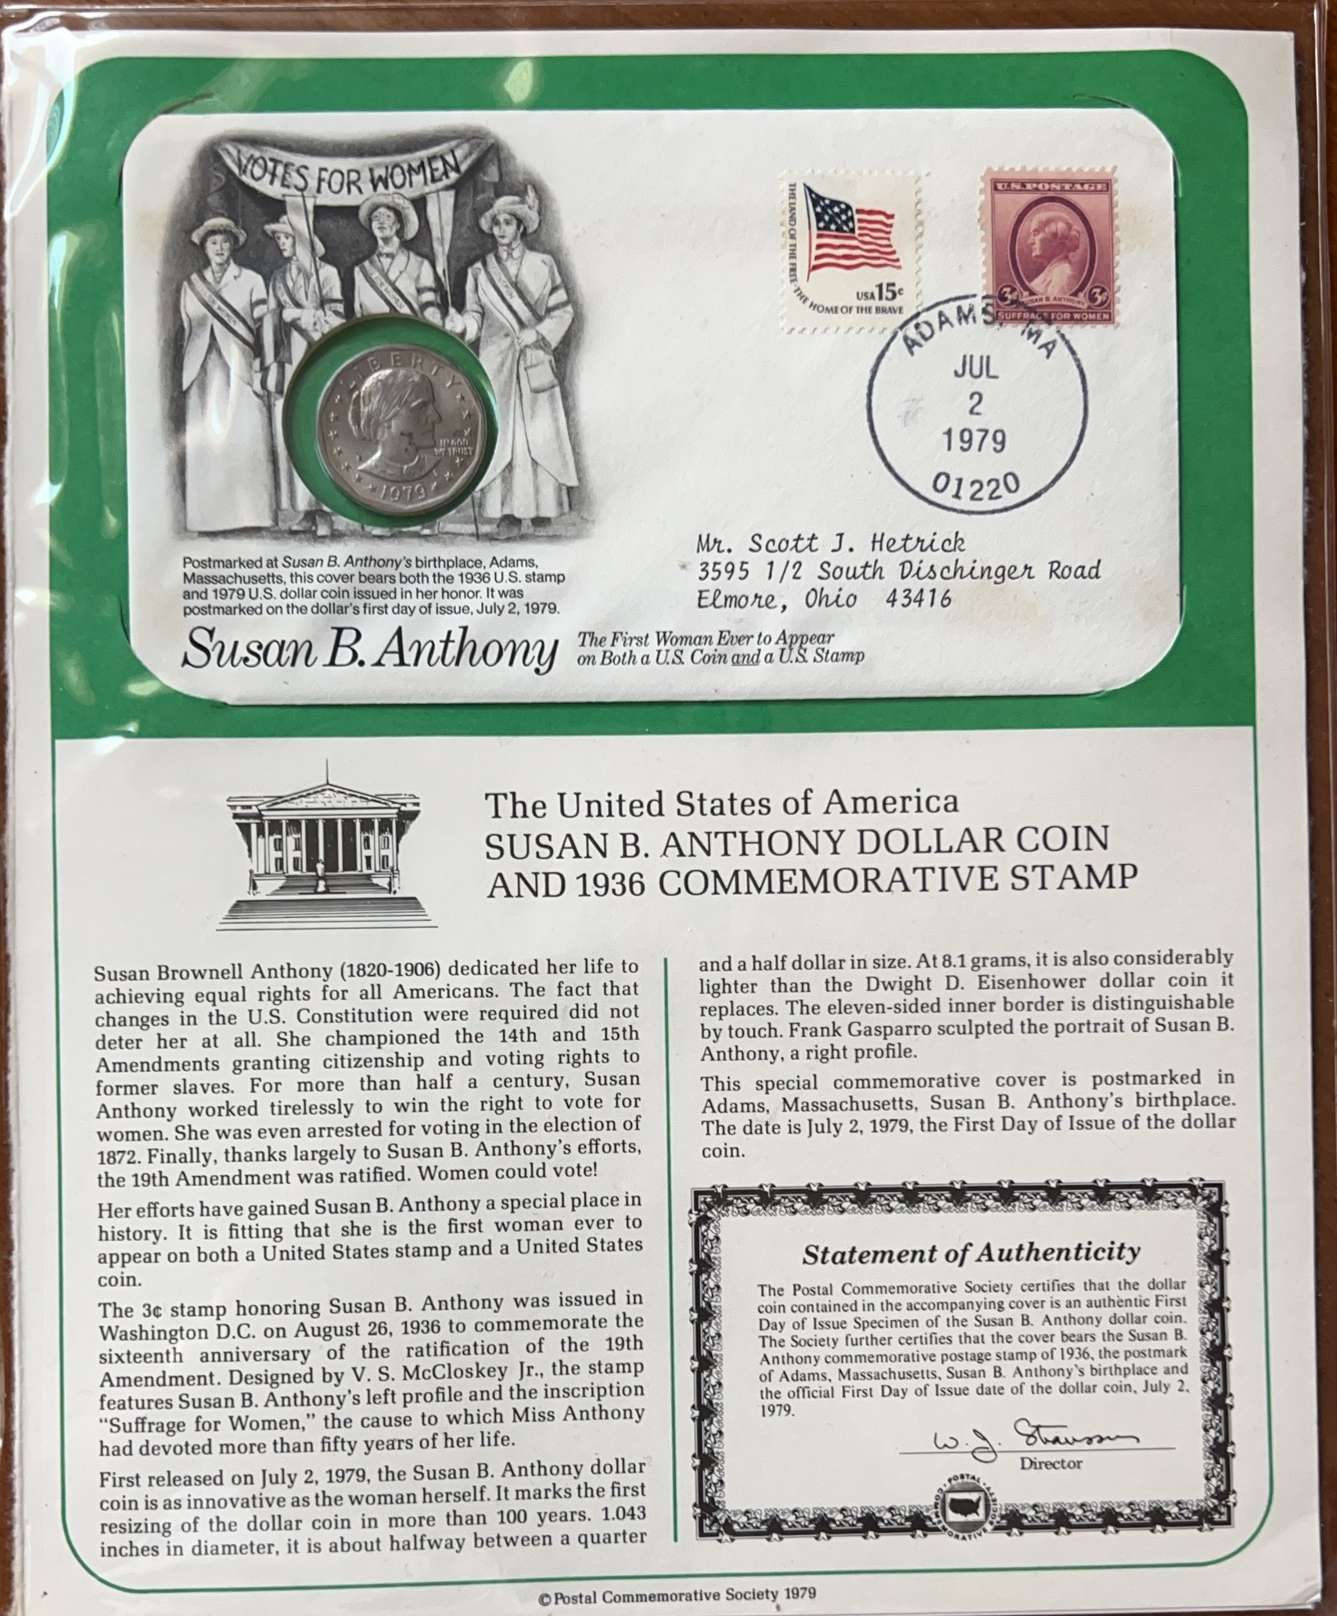 VOTES FOR WOMEN
THE LAND OF THE FREE THE HOME OF THE BRAVE
USA 15c
U.S. POSTAGE
3¢ SUSAN B. ANTHONY 3¢
SUFFRAGE FOR WOMEN
LIBERTY
IN GOD
WE TRUST
1979
ADAMS, MA
JUL
2
1979
01220
Mr. Scott J. Hetrick
3595 1/2 South Dischinger Road
Elmore, Ohio 43416
Postmarked at Susan B. Anthony's birthplace, Adams,
Massachusetts, this cover bears both the 1936 U.S. stamp
and 1979 U.S. dollar coin issued in her honor. It was
postmarked on the dollar's first day of issue, July 2, 1979.
Susan B. Anthony
The First Woman Ever to Appear
on Both a U.S. Coin and a U.S. Stamp
The United States of America
SUSAN B. ANTHONY DOLLAR COIN
AND 1936 COMMEMORATIVE STAMP
Susan Brownell Anthony (1820-1906) dedicated her life to
achieving equal rights for all Americans. The fact that
changes in the U.S. Constitution were required did not
deter her at all. She championed the 14th and 15th
Amendments granting citizenship and voting rights to
former slaves. For more than half a century, Susan
Anthony worked tirelessly to win the right to vote for
women. She was even arrested for voting in the election of
1872. Finally, thanks largely to Susan B. Anthony's efforts,
the 19th Amendment was ratified. Women could vote!
Her efforts have gained Susan B. Anthony a special place in
history. It is fitting that she is the first woman ever to
appear on both a United States stamp and a United States
coin.
The 3¢ stamp honoring Susan B. Anthony was issued in
Washington D.C. on August 26, 1936 to commemorate the
sixteenth anniversary of the ratification of the 19th
Amendment. Designed by V. S. McCloskey Jr., the stamp
features Susan B. Anthony's left profile and the inscription
"Suffrage for Women," the cause to which Miss Anthony
had devoted more than fifty years of her life.
First released on July 2, 1979, the Susan B. Anthony dollar
coin is as innovative as the woman herself. It marks the first
resizing of the dollar coin in more than 100 years. 1.043
inches in diameter, it is about halfway between a quarter
and a half dollar in size. At 8.1 grams, it is also considerably
lighter than the Dwight D. Eisenhower dollar coin it
replaces. The eleven-sided inner border is distinguishable
by touch. Frank Gasparro sculpted the portrait of Susan B.
Anthony, a right profile.
This special commemorative cover is postmarked in
Adams, Massachusetts, Susan B. Anthony's birthplace.
The date is July 2, 1979, the First Day of Issue of the dollar
coin.
Statement of Authenticity
The Postal Commemorative Society certifies that the dollar
coin contained in the accompanying cover is an authentic First
Day of Issue Specimen of the Susan B. Anthony dollar coin.
The Society further certifies that the cover bears the Susan B.
Anthony commemorative postage stamp of 1936, the postmark
of Adams, Massachusetts, Susan B. Anthony's birthplace and
the official First Day of Issue date of the dollar coin, July 2,
1979.
W. J.
Director
POSTAL COMMEMORATIVE SOCIETY
© Postal Commemorative Society 1979